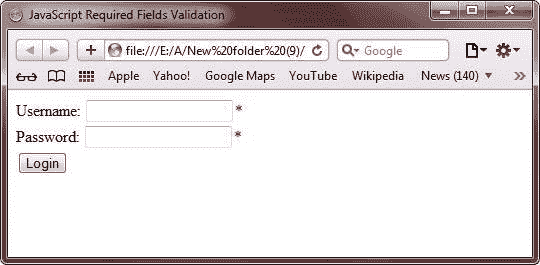 JavaScript Required Fields Validation
file:///E:/A/New%20folder%20(9)/
Google
Apple Yahoo! Google Maps YouTube Wikipedia News (140)
Username: *
Password: *
Login